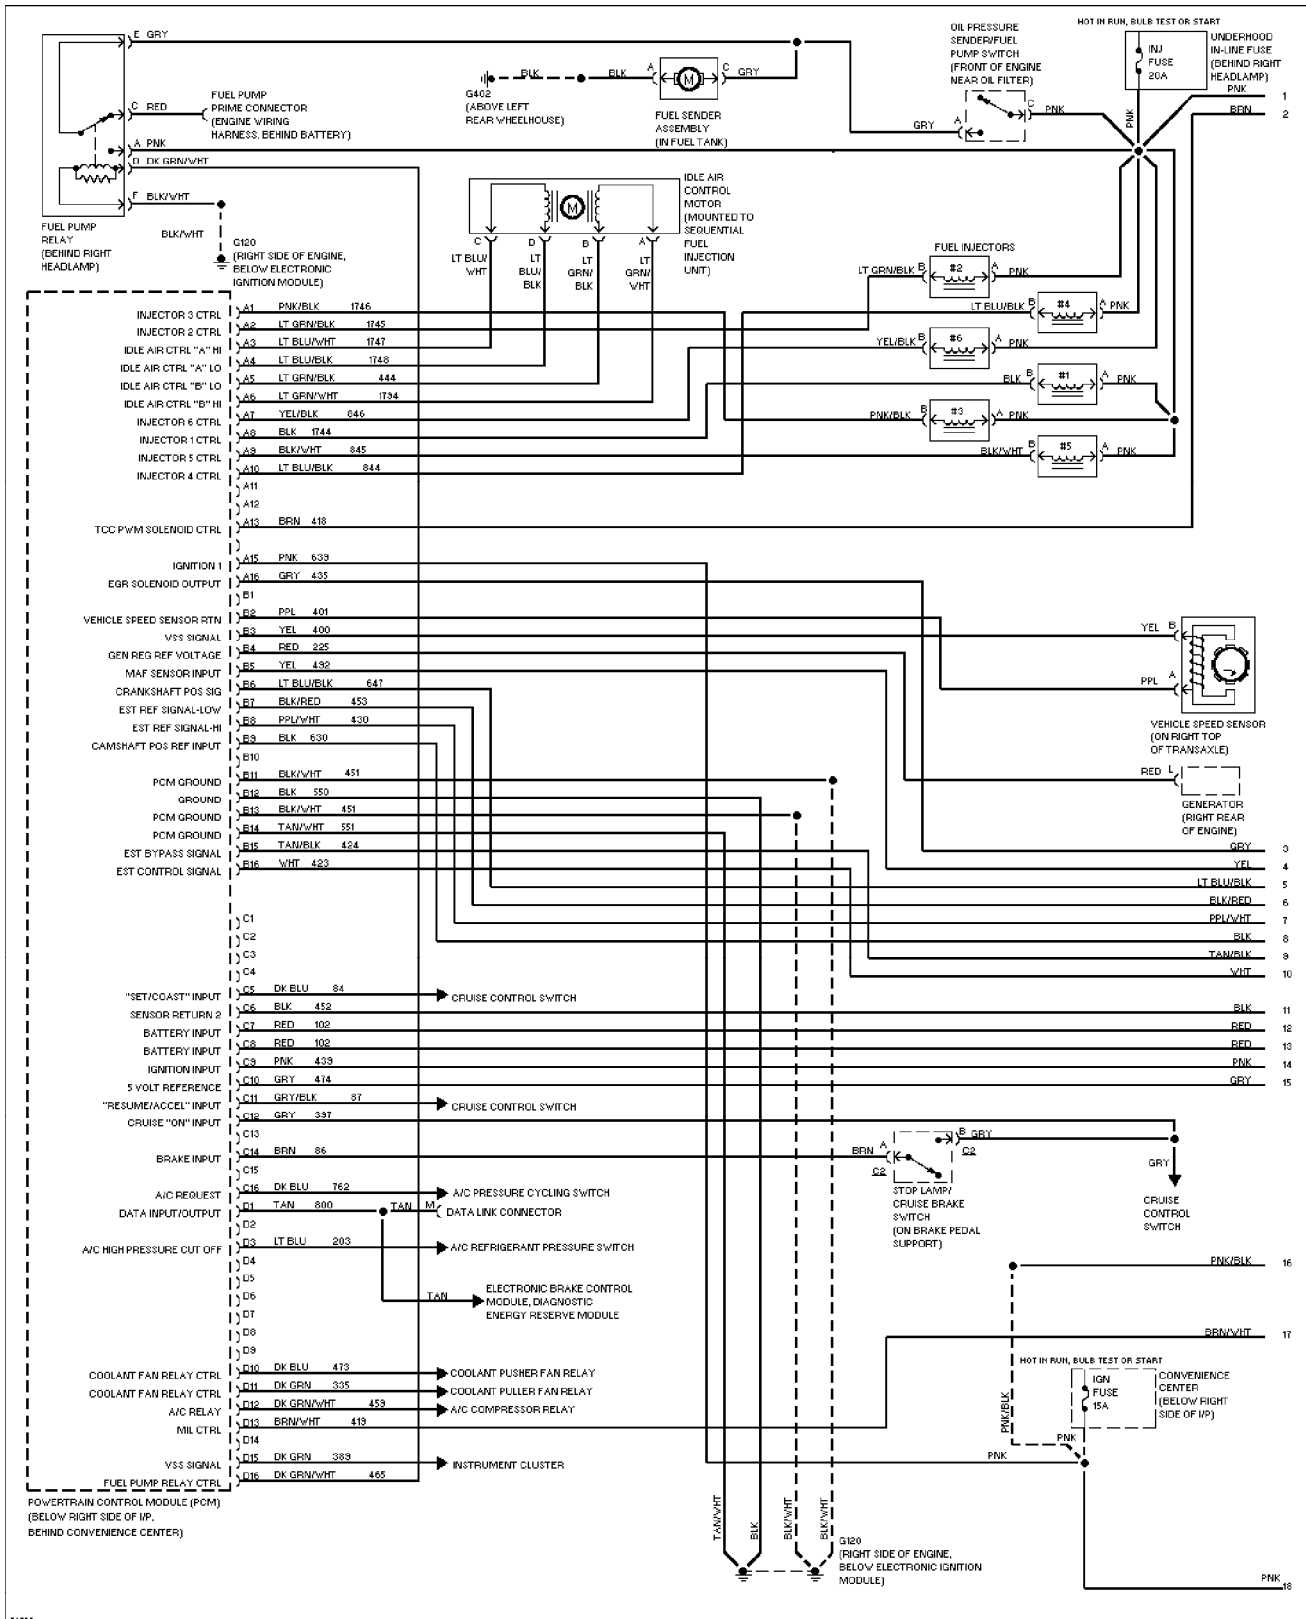 HOT IN RUN, BULB TEST OR START
E GRY
OIL PRESSURE
SENDER/FUEL
PUMP SWITCH
(FRONT OF ENGINE
NEAR OIL FILTER)
INJ
FUSE
20A
UNDERHOOD
IN-LINE FUSE
(BEHIND RIGHT
HEADLAMP)
PNK 1
BRN 2
C RED
FUEL PUMP
PRIME CONNECTOR
(ENGINE WIRING
HARNESS, BEHIND BATTERY)
BLK
BLK
A
M
C
GRY
G402
(ABOVE LEFT
REAR WHEELHOUSE)
FUEL SENDER
ASSEMBLY
(IN FUEL TANK)
GRY
A
C
PNK
PNK
A PNK
D DK GRN/WHT
F BLK/WHT
BLK/WHT
FUEL PUMP
RELAY
(BEHIND RIGHT
HEADLAMP)
G120
(RIGHT SIDE OF ENGINE,
BELOW ELECTRONIC
IGNITION MODULE)
M
IDLE AIR
CONTROL
MOTOR
(MOUNTED TO
SEQUENTIAL
FUEL
INJECTION
UNIT)
C
LT BLU/
WHT
D
LT
BLU/
BLK
B
LT
GRN/
BLK
A
LT
GRN/
WHT
FUEL INJECTORS
LT GRN/BLK B #2 A PNK
LT BLU/BLK B #4 A PNK
YEL/BLK B #6 A PNK
BLK B #1 A PNK
PNK/BLK B #3 A PNK
BLK/WHT B #5 A PNK
INJECTOR 3 CTRL A1 PNK/BLK 1746
INJECTOR 2 CTRL A2 LT GRN/BLK 1745
IDLE AIR CTRL "A" HI A3 LT BLU/WHT 1747
IDLE AIR CTRL "A" LO A4 LT BLU/BLK 1748
IDLE AIR CTRL "B" LO A5 LT GRN/BLK 444
IDLE AIR CTRL "B" HI A6 LT GRN/WHT 1794
INJECTOR 6 CTRL A7 YEL/BLK 846
INJECTOR 1 CTRL A8 BLK 1744
INJECTOR 5 CTRL A9 BLK/WHT 845
INJECTOR 4 CTRL A10 LT BLU/BLK 844
A11
A12
TCC PWM SOLENOID CTRL A13 BRN 418
IGNITION 1 A15 PNK 639
EGR SOLENOID OUTPUT A16 GRY 435
B1
VEHICLE SPEED SENSOR RTN B2 PPL 401
VSS SIGNAL B3 YEL 400
GEN REG REF VOLTAGE B4 RED 225
MAF SENSOR INPUT B5 YEL 492
CRANKSHAFT POS SIG B6 LT BLU/BLK 647
EST REF SIGNAL-LOW B7 BLK/RED 453
EST REF SIGNAL-HI B8 PPL/WHT 430
CAMSHAFT POS REF INPUT B9 BLK 630
B10
PCM GROUND B11 BLK/WHT 451
GROUND B12 BLK 550
PCM GROUND B13 BLK/WHT 451
PCM GROUND B14 TAN/WHT 551
EST BYPASS SIGNAL B15 TAN/BLK 424
EST CONTROL SIGNAL B16 WHT 423
YEL B
PPL A
VEHICLE SPEED SENSOR
(ON RIGHT TOP
OF TRANSAXLE)
RED L
GENERATOR
(RIGHT REAR
OF ENGINE)
GRY 3
YEL 4
LT BLU/BLK 5
BLK/RED 6
PPL/WHT 7
BLK 8
TAN/BLK 9
WHT 10
C1
C2
C3
C4
"SET/COAST" INPUT C5 DK BLU 84 CRUISE CONTROL SWITCH
SENSOR RETURN 2 C6 BLK 452 BLK 11
BATTERY INPUT C7 RED 102 RED 12
BATTERY INPUT C8 RED 102 RED 13
IGNITION INPUT C9 PNK 439 PNK 14
5 VOLT REFERENCE C10 GRY 474 GRY 15
"RESUME/ACCEL" INPUT C11 GRY/BLK 87 CRUISE CONTROL SWITCH
CRUISE "ON" INPUT C12 GRY 397
C13
BRAKE INPUT C14 BRN 86
C15
A/C REQUEST C16 DK BLU 762 A/C PRESSURE CYCLING SWITCH
DATA INPUT/OUTPUT D1 TAN 800 TAN M DATA LINK CONNECTOR
D2
A/C HIGH PRESSURE CUT OFF D3 LT BLU 203 A/C REFRIGERANT PRESSURE SWITCH
D4
D5
D6
D7
D8
D9
BRN A
C2
B GRY
C2
STOP LAMP/
CRUISE BRAKE
SWITCH
(ON BRAKE PEDAL
SUPPORT)
GRY
CRUISE
CONTROL
SWITCH
TAN
ELECTRONIC BRAKE CONTROL
MODULE, DIAGNOSTIC
ENERGY RESERVE MODULE
PNK/BLK 16
BRN/WHT 17
COOLANT FAN RELAY CTRL D10 DK BLU 473 COOLANT PUSHER FAN RELAY
COOLANT FAN RELAY CTRL D11 DK GRN 335 COOLANT PULLER FAN RELAY
A/C RELAY D12 DK GRN/WHT 459 A/C COMPRESSOR RELAY
MIL CTRL D13 BRN/WHT 419
D14
VSS SIGNAL D15 DK GRN 389 INSTRUMENT CLUSTER
FUEL PUMP RELAY CTRL D16 DK GRN/WHT 465
HOT IN RUN, BULB TEST OR START
IGN
FUSE
15A
CONVENIENCE
CENTER
(BELOW RIGHT
SIDE OF I/P)
PNK/BLK
PNK
PNK
POWERTRAIN CONTROL MODULE (PCM)
(BELOW RIGHT SIDE OF I/P,
BEHIND CONVENIENCE CENTER)
TAN/WHT
BLK
BLK/WHT
BLK/WHT
G120
(RIGHT SIDE OF ENGINE,
BELOW ELECTRONIC IGNITION
MODULE)
PNK 18